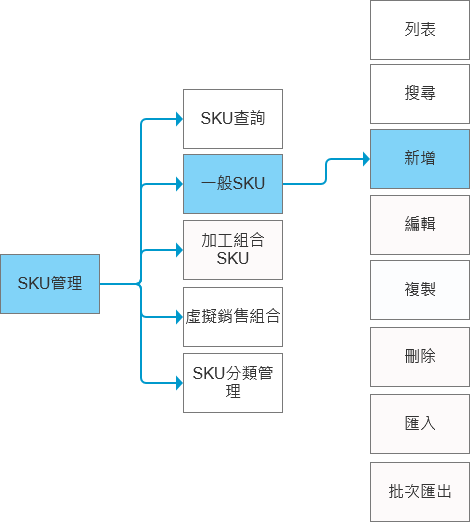 列表
搜尋
SKU查詢
新增
一般SKU
編輯
加工組合
SKU
SKU管理
複製
虛擬銷售組合
刪除
SKU分類管
理
匯入
批次匯出